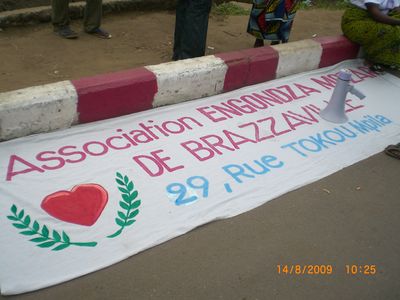 Association ENGONDZA
DE BRAZZAVILLE
29, Rue TOKOU Mpila
14/8/2009 10:25